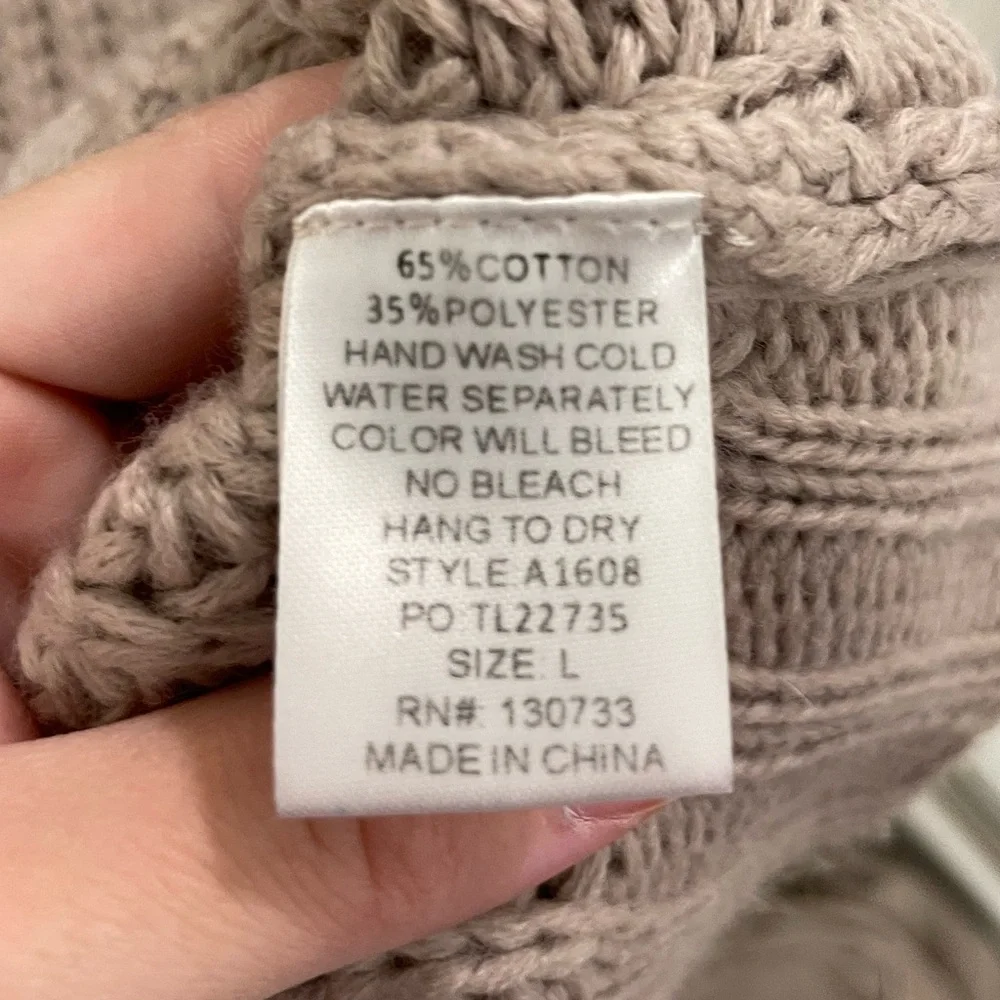 65%COTTON
35%POLYESTER
HAND WASH COLD
WATER SEPARATELY
COLOR WILL BLEED
NO BLEACH
HANG TO DRY
STYLE:A1608
PO:TL22735
SIZE: L
RN#: 130733
MADE IN CHINA